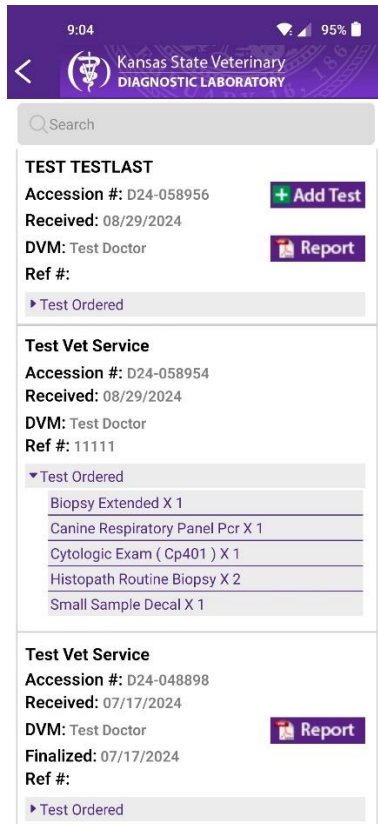 9:04 95%
Kansas State Veterinary
DIAGNOSTIC LABORATORY
Search
TEST TESTLAST
Accession #: D24-058956
Add Test
Received: 08/29/2024
DVM: Test Doctor
Report
Ref #:
Test Ordered
Test Vet Service
Accession #: D24-058954
Received: 08/29/2024
DVM: Test Doctor
Ref #: 11111
Test Ordered
Biopsy Extended X 1
Canine Respiratory Panel Pcr X 1
Cytologic Exam ( Cp401 ) X 1
Histopath Routine Biopsy X 2
Small Sample Decal X 1
Test Vet Service
Accession #: D24-048898
Received: 07/17/2024
DVM: Test Doctor
Report
Finalized: 07/17/2024
Ref #:
Test Ordered